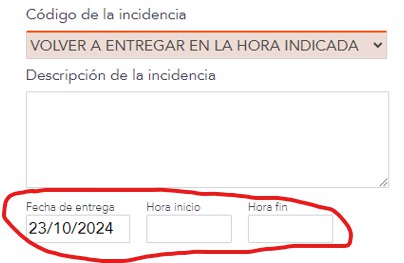 Código de la incidencia
VOLVER A ENTREGAR EN LA HORA INDICADA
Descripción de la incidencia
Fecha de entrega Hora inicio Hora fin
23/10/2024